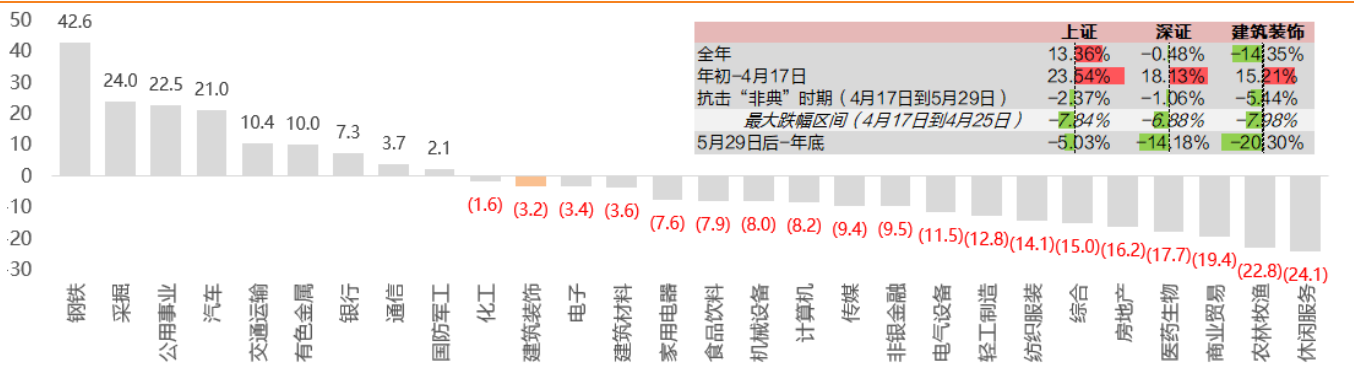 50
42.6
40
30
24.0 22.5 21.0
20
10.4 10.0 7.3 3.7 2.1
10
0
(1.6) (3.2) (3.4) (3.6) (7.6) (7.9) (8.0) (8.2) (9.4) (9.5) (11.5) (12.8) (14.1) (15.0) (16.2) (17.7) (19.4) (22.8) (24.1)
-10
-20
-30
上证 深证 建筑装饰
全年 13.36% -0.48% -14.35%
年初-4月17日 23.54% 18.13% 15.21%
抗击“非典”时期（4月17日到5月29日） -2.37% -1.06% -5.44%
最大跌幅区间（4月17日到4月25日） -7.84% -6.88% -7.98%
5月29日后-年底 -5.03% -14.18% -20.30%
钢铁
采掘
公用事业
汽车
交通运输
有色金属
银行
通信
国防军工
化工
建筑装饰
电子
建筑材料
家用电器
食品饮料
机械设备
计算机
传媒
非银金融
电气设备
轻工制造
纺织服装
综合
房地产
医药生物
商业贸易
农林牧渔
休闲服务